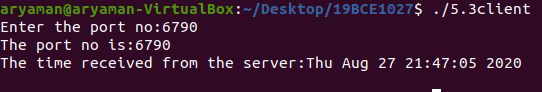 aryaman@aryaman-VirtualBox:~/Desktop/19BCE1027$ ./5.3client
Enter the port no:6790
The port no is:6790
The time received from the server:Thu Aug 27 21:47:05 2020